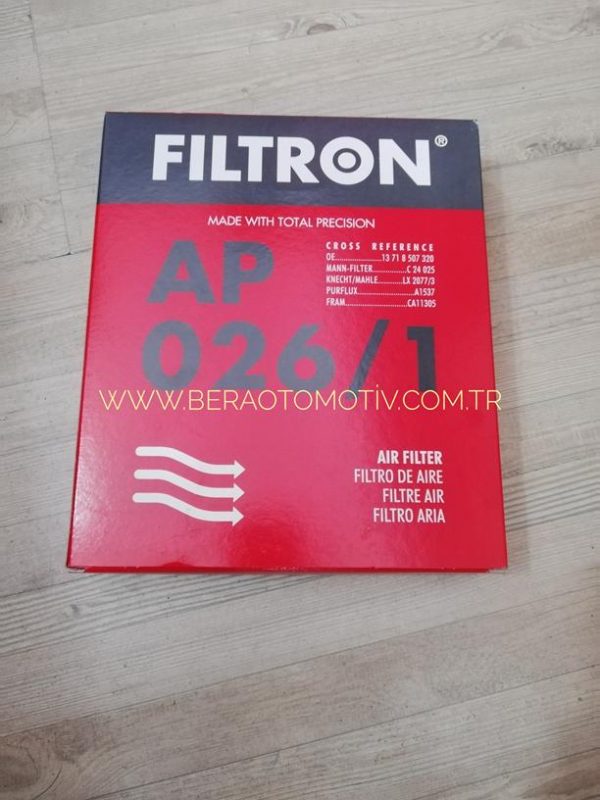 FILTRON®
MADE WITH TOTAL PRECISION
AP
026/1
CROSS REFERENCE
OE...............13 71 8 507 320
MANN-FILTER...........C 24 025
KNECHT/MAHLE........LX 2077/3
PURFLUX...................A1537
FRAM.....................CA11305
WWW.BERAOTOMOTİV.COM.TR
AIR FILTER
FILTRO DE AIRE
FILTRE AIR
FILTRO ARIA